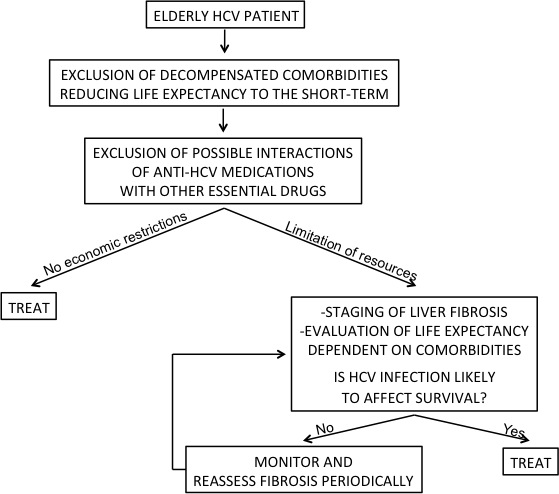 ELDERLY HCV PATIENT
EXCLUSION OF DECOMPENSATED COMORBIDITIES
REDUCING LIFE EXPECTANCY TO THE SHORT-TERM
EXCLUSION OF POSSIBLE INTERACTIONS
OF ANTI-HCV MEDICATIONS
WITH OTHER ESSENTIAL DRUGS
No economic restrictions
Limitation of resources
TREAT
-STAGING OF LIVER FIBROSIS
-EVALUATION OF LIFE EXPECTANCY
DEPENDENT ON COMORBIDITIES
IS HCV INFECTION LIKELY
TO AFFECT SURVIVAL?
No
Yes
MONITOR AND
REASSESS FIBROSIS PERIODICALLY
TREAT